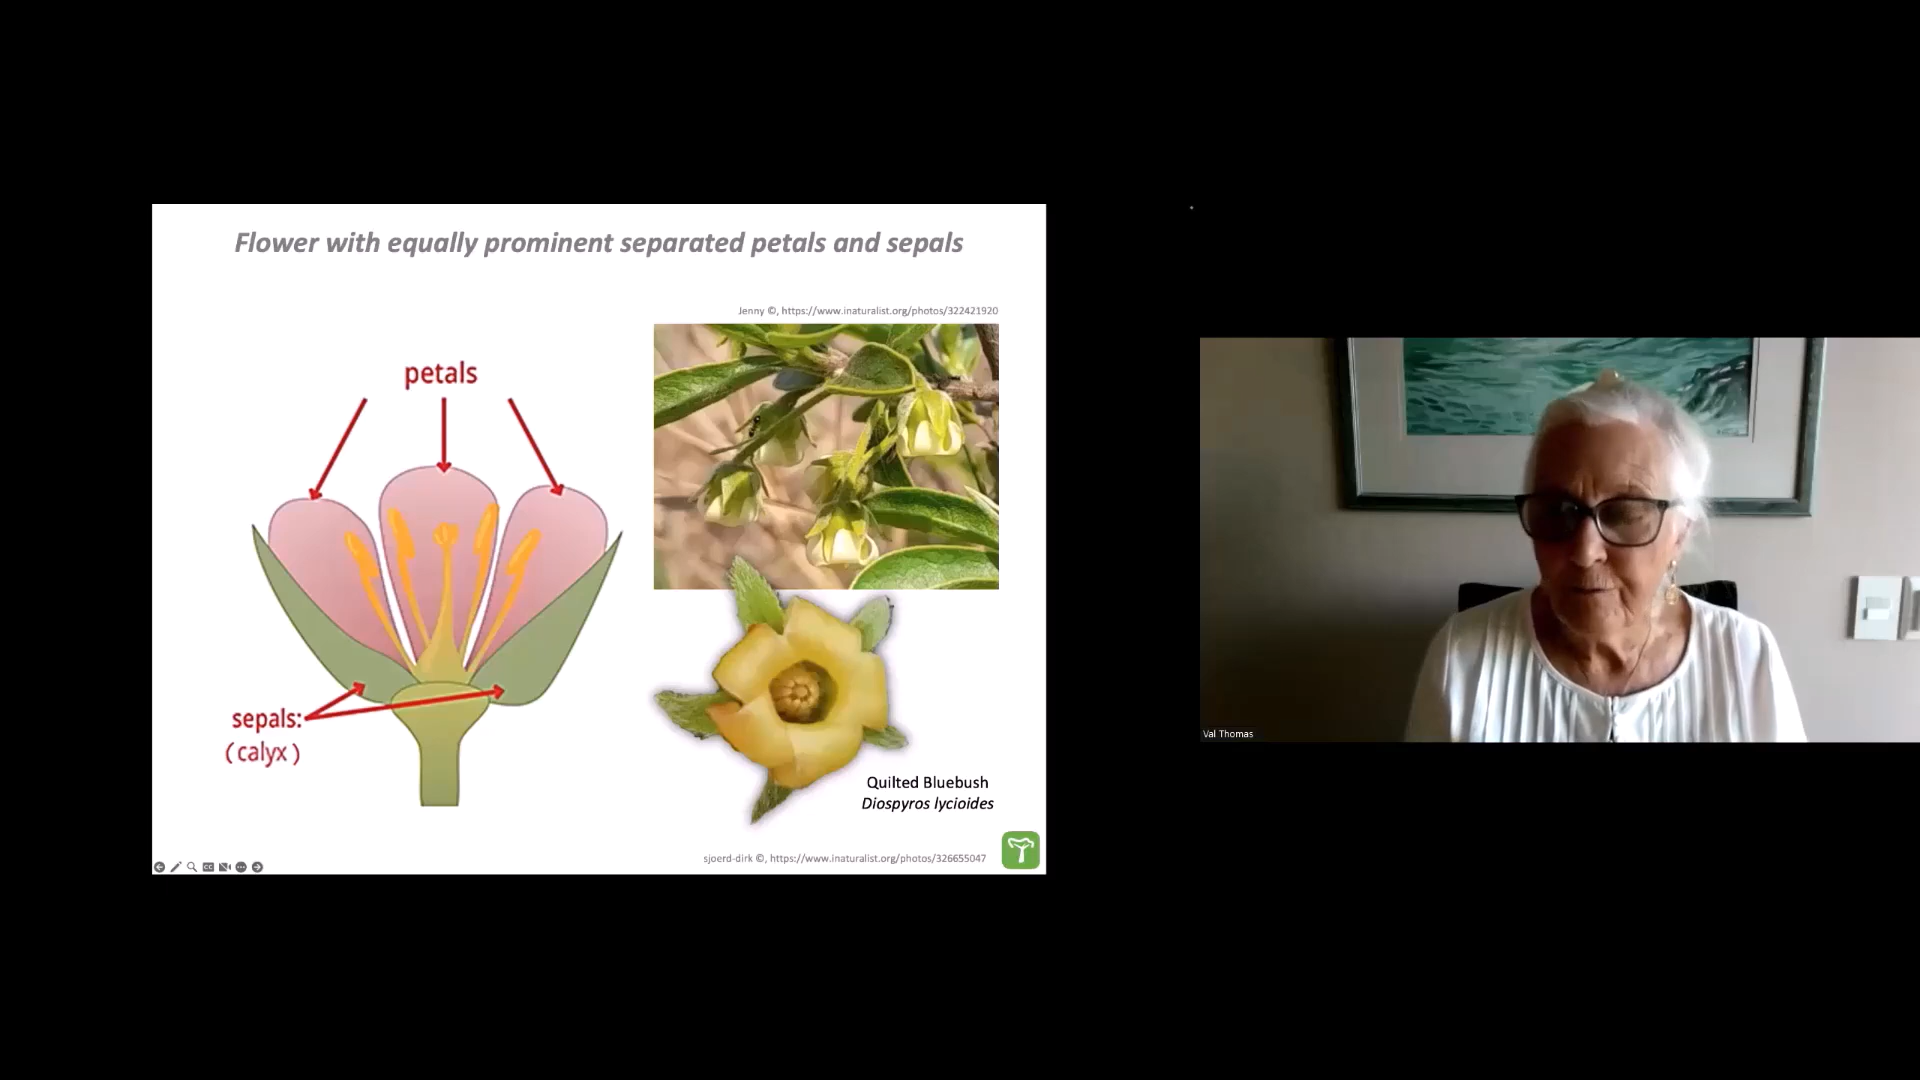 Flower with equally prominent separated petals and sepals
Jenny ©, https://www.inaturalist.org/photos/322421920
petals
sepals:
(calyx)
Quilted Bluebush
Diospyros lycioides
sjoerd-dirk ©, https://www.inaturalist.org/photos/326655047
Val Thomas